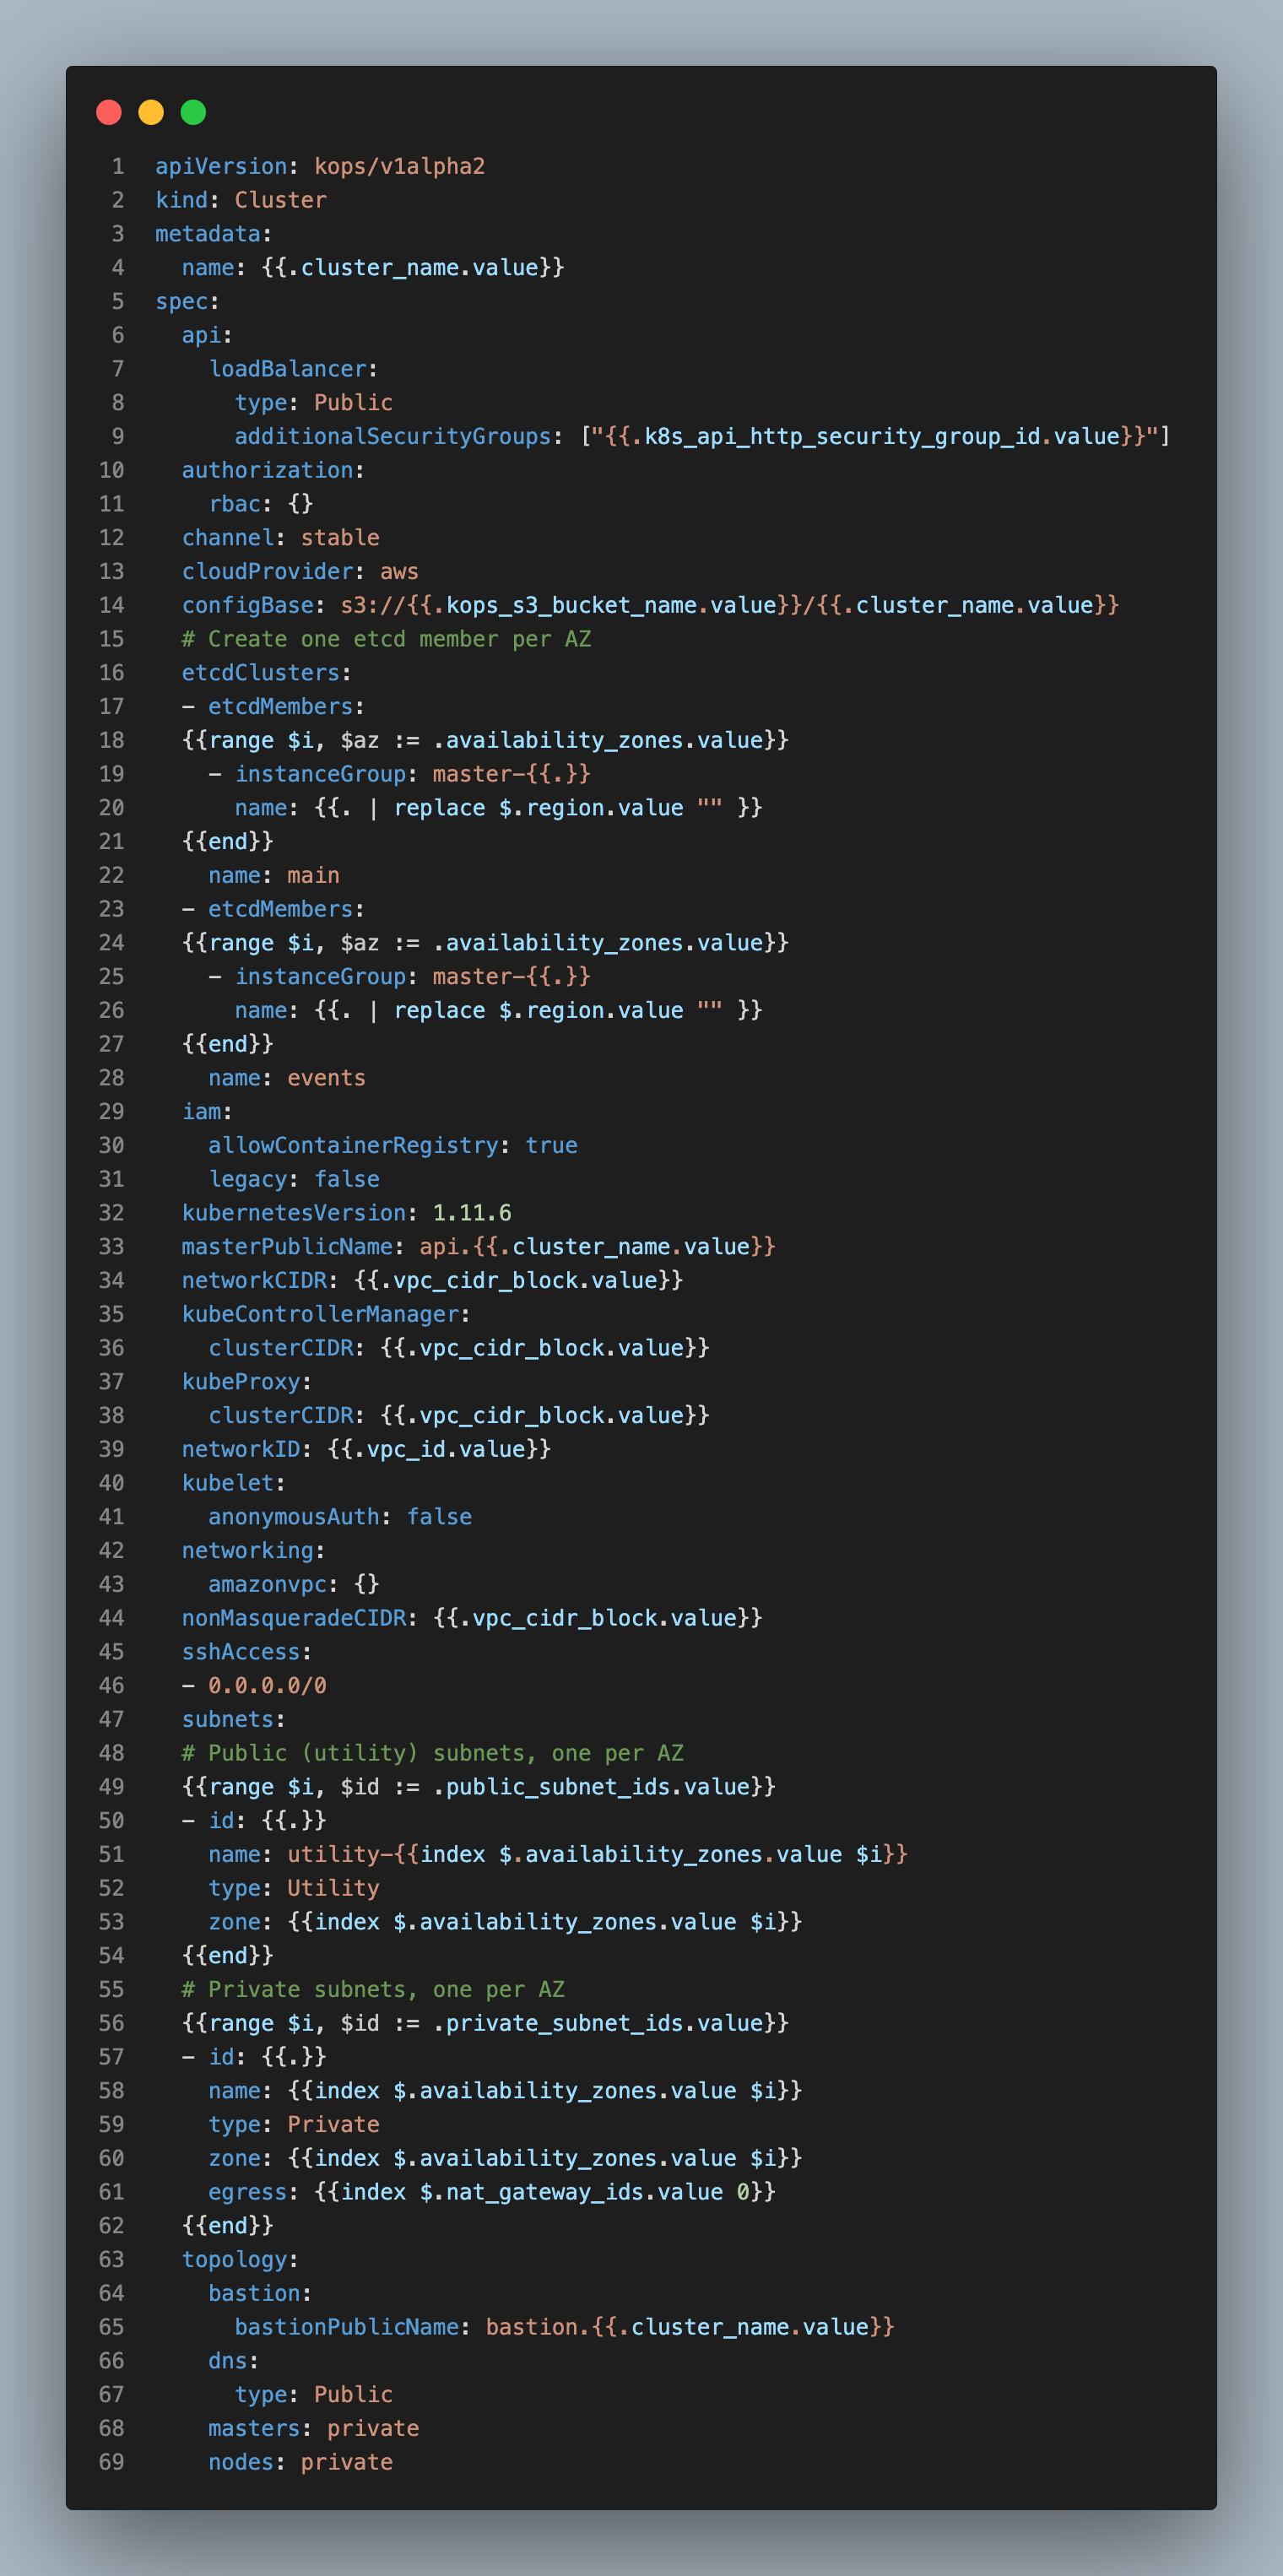 1 apiVersion: kops/v1alpha2
2 kind: Cluster
3 metadata:
4   name: {{.cluster_name.value}}
5 spec:
6   api:
7     loadBalancer:
8       type: Public
9       additionalSecurityGroups: ["{{.k8s_api_http_security_group_id.value}}"]
10   authorization:
11     rbac: {}
12   channel: stable
13   cloudProvider: aws
14   configBase: s3://{{.kops_s3_bucket_name.value}}/{{.cluster_name.value}}
15   # Create one etcd member per AZ
16   etcdClusters:
17   - etcdMembers:
18   {{range $i, $az := .availability_zones.value}}
19     - instanceGroup: master-{{.}}
20       name: {{. | replace $.region.value "" }}
21   {{end}}
22     name: main
23   - etcdMembers:
24   {{range $i, $az := .availability_zones.value}}
25     - instanceGroup: master-{{.}}
26       name: {{. | replace $.region.value "" }}
27   {{end}}
28     name: events
29   iam:
30     allowContainerRegistry: true
31     legacy: false
32   kubernetesVersion: 1.11.6
33   masterPublicName: api.{{.cluster_name.value}}
34   networkCIDR: {{.vpc_cidr_block.value}}
35   kubeControllerManager:
36     clusterCIDR: {{.vpc_cidr_block.value}}
37   kubeProxy:
38     clusterCIDR: {{.vpc_cidr_block.value}}
39   networkID: {{.vpc_id.value}}
40   kubelet:
41     anonymousAuth: false
42   networking:
43     amazonvpc: {}
44   nonMasqueradeCIDR: {{.vpc_cidr_block.value}}
45   sshAccess:
46   - 0.0.0.0/0
47   subnets:
48   # Public (utility) subnets, one per AZ
49   {{range $i, $id := .public_subnet_ids.value}}
50   - id: {{.}}
51     name: utility-{{index $.availability_zones.value $i}}
52     type: Utility
53     zone: {{index $.availability_zones.value $i}}
54   {{end}}
55   # Private subnets, one per AZ
56   {{range $i, $id := .private_subnet_ids.value}}
57   - id: {{.}}
58     name: {{index $.availability_zones.value $i}}
59     type: Private
60     zone: {{index $.availability_zones.value $i}}
61     egress: {{index $.nat_gateway_ids.value 0}}
62   {{end}}
63   topology:
64     bastion:
65       bastionPublicName: bastion.{{.cluster_name.value}}
66     dns:
67       type: Public
68     masters: private
69     nodes: private